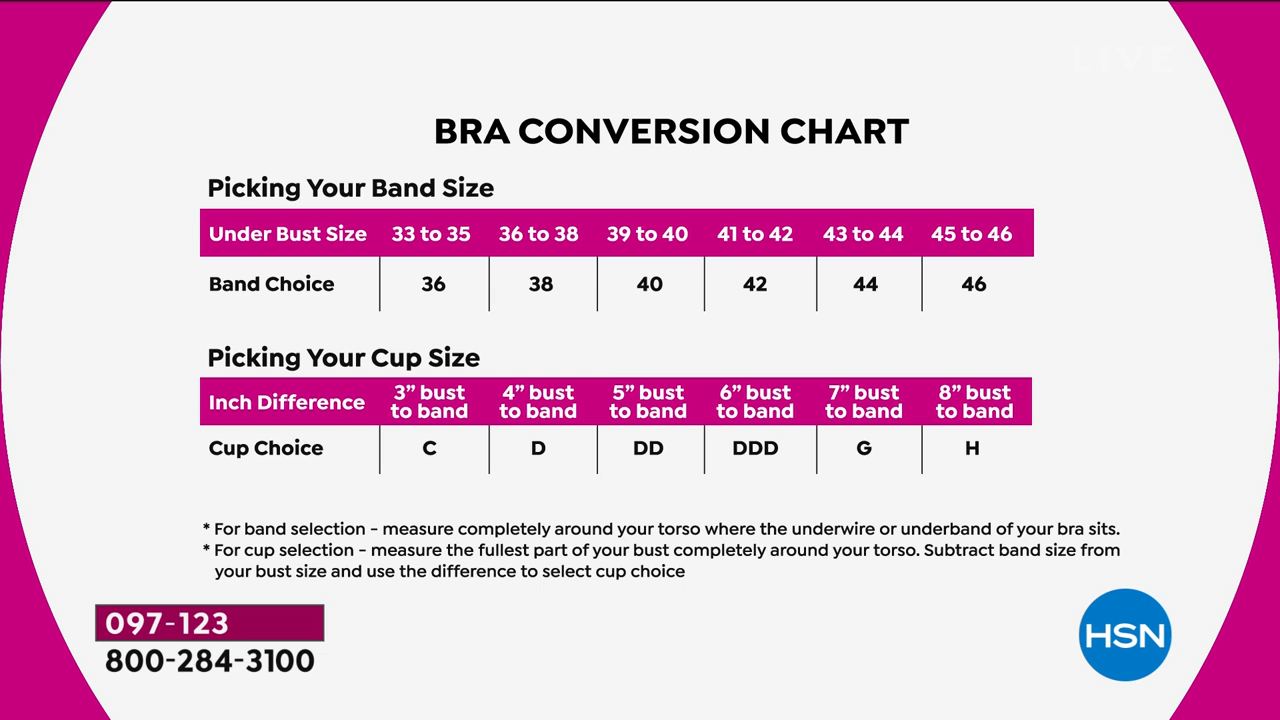 LIVE
BRA CONVERSION CHART
Picking Your Band Size
Under Bust Size 33 to 35 36 to 38 39 to 40 41 to 42 43 to 44 45 to 46
Band Choice 36 38 40 42 44 46
Picking Your Cup Size
Inch Difference 3” bust to band 4” bust to band 5” bust to band 6” bust to band 7” bust to band 8” bust to band
Cup Choice C D DD DDD G H
* For band selection - measure completely around your torso where the underwire or underband of your bra sits.
* For cup selection - measure the fullest part of your bust completely around your torso. Subtract band size from
your bust size and use the difference to select cup choice
097-123
800-284-3100
HSN